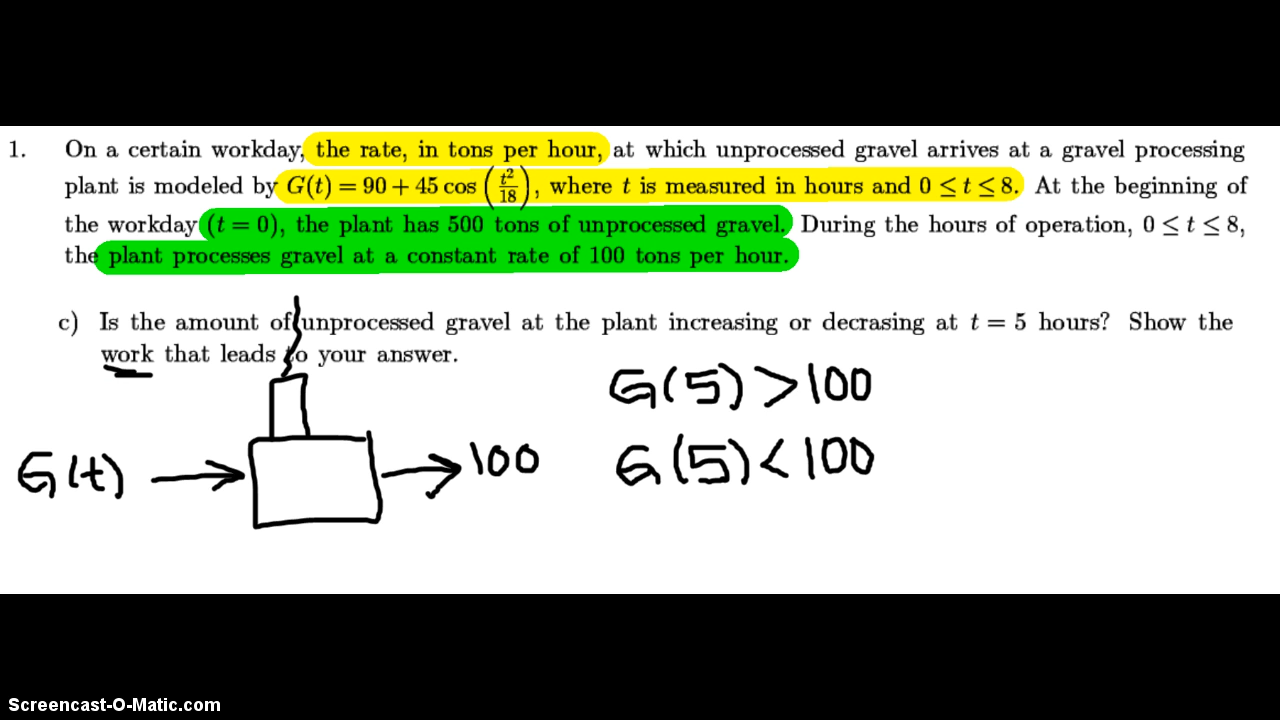 1. On a certain workday, the rate, in tons per hour, at which unprocessed gravel arrives at a gravel processing
plant is modeled by G(t) = 90 + 45 cos (t²/18), where t is measured in hours and 0 ≤ t ≤ 8. At the beginning of
the workday (t = 0), the plant has 500 tons of unprocessed gravel. During the hours of operation, 0 ≤ t ≤ 8,
the plant processes gravel at a constant rate of 100 tons per hour.
c) Is the amount of unprocessed gravel at the plant increasing or decrasing at t = 5 hours? Show the
work that leads to your answer.
G(5) > 100
G(t) → → 100
G(5) < 100
Screencast-O-Matic.com